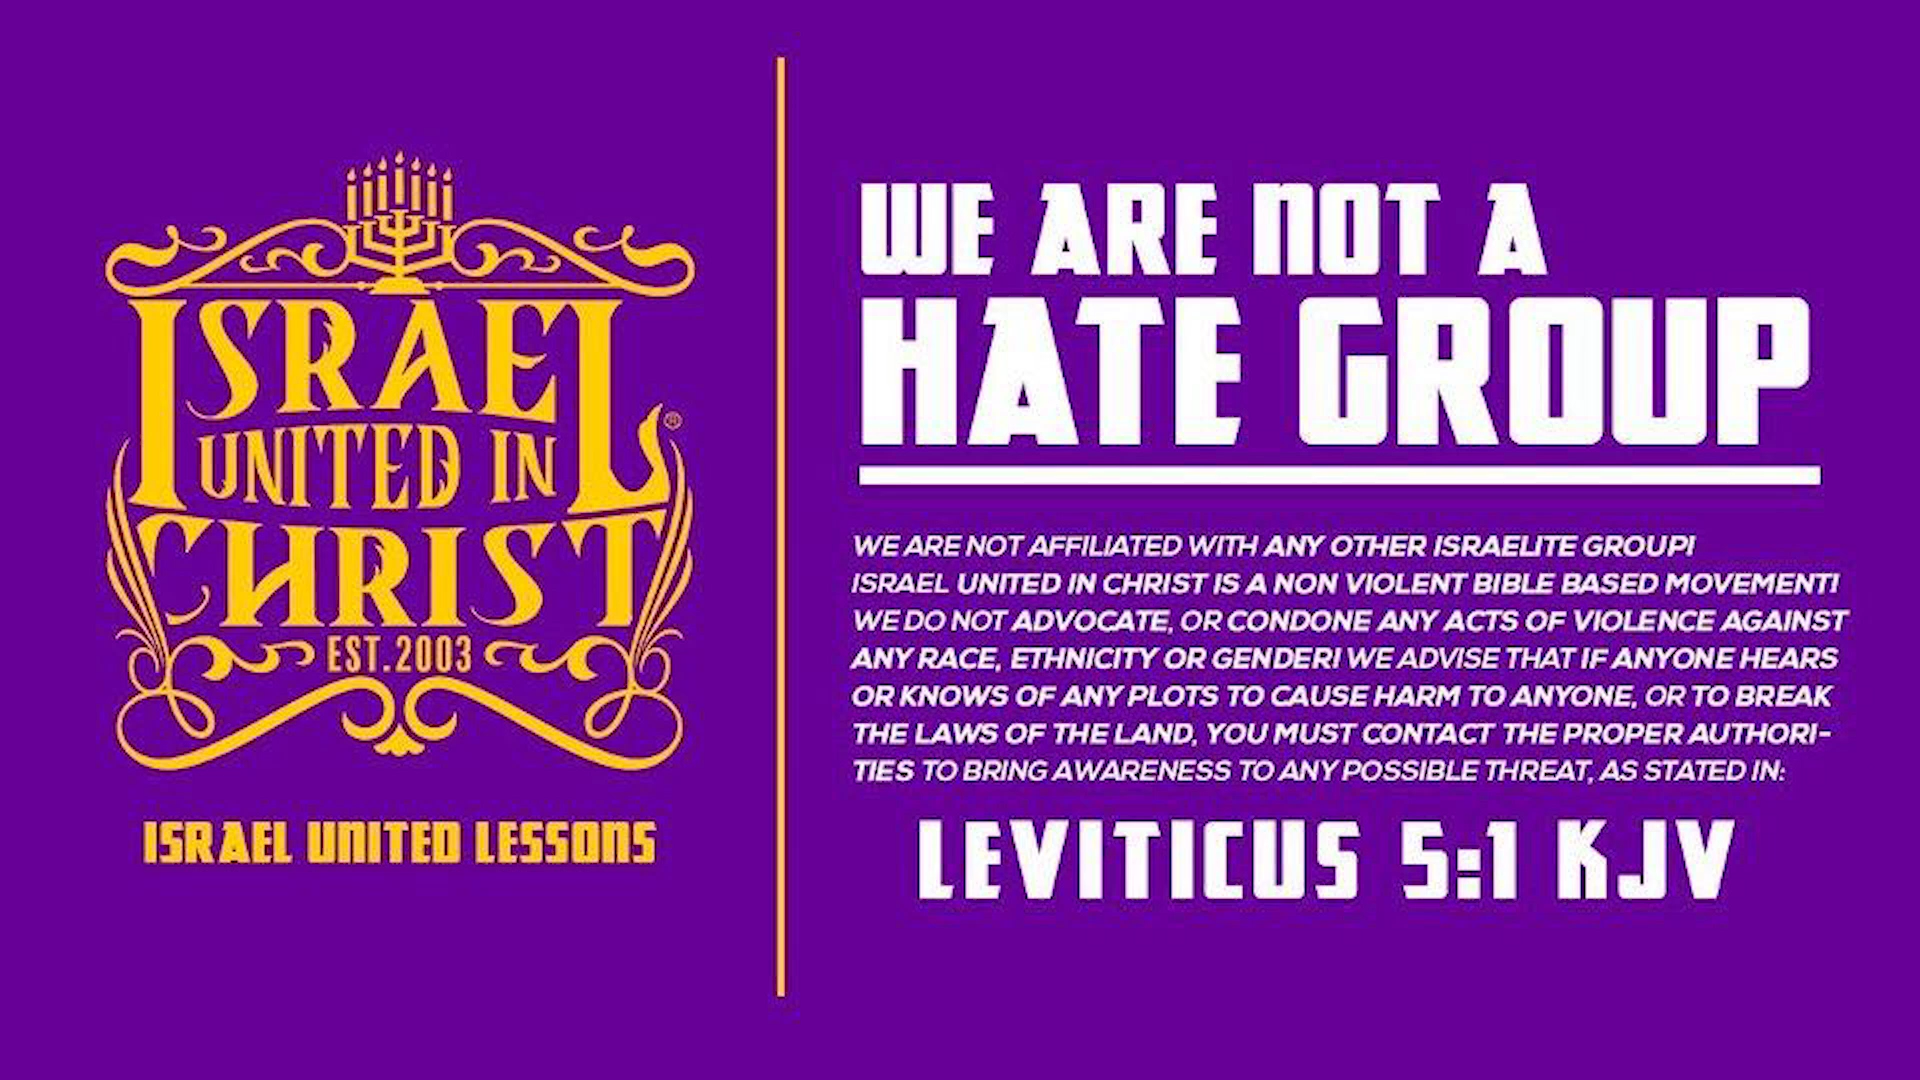 ISRAEL
UNITED IN
CHRIST®
EST. 2003
ISRAEL UNITED LESSONS
WE ARE NOT A
HATE GROUP
WE ARE NOT AFFILIATED WITH ANY OTHER ISRAELITE GROUP!
ISRAEL UNITED IN CHRIST IS A NON VIOLENT BIBLE BASED MOVEMENT!
WE DO NOT ADVOCATE, OR CONDONE ANY ACTS OF VIOLENCE AGAINST
ANY RACE, ETHNICITY OR GENDER! WE ADVISE THAT IF ANYONE HEARS
OR KNOWS OF ANY PLOTS TO CAUSE HARM TO ANYONE, OR TO BREAK
THE LAWS OF THE LAND, YOU MUST CONTACT THE PROPER AUTHORI-
TIES TO BRING AWARENESS TO ANY POSSIBLE THREAT, AS STATED IN:
LEVITICUS 5:1 KJV